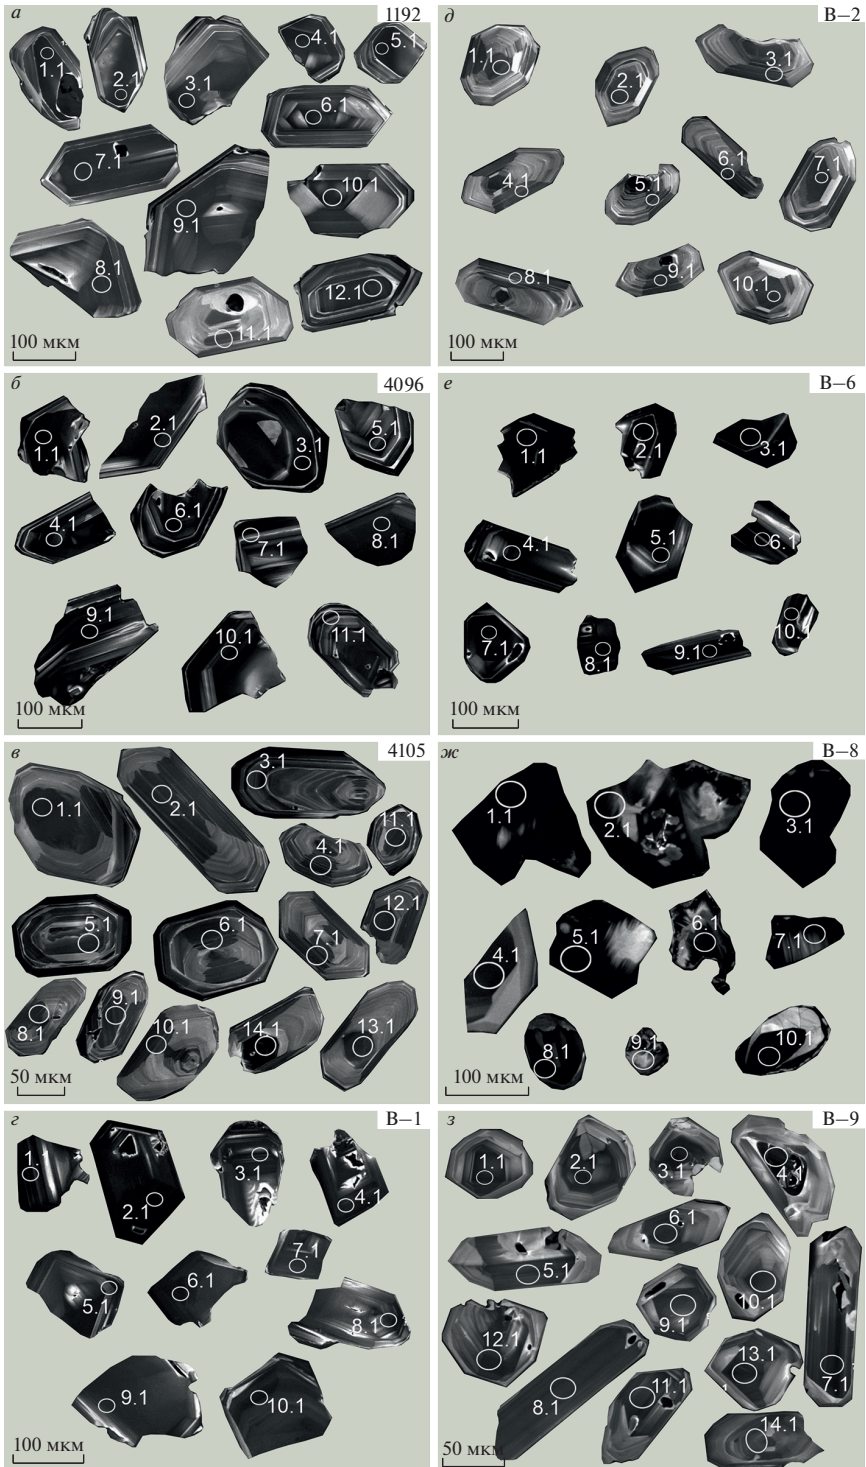 а 1192
1.1 2.1 3.1 4.1 5.1
6.1
7.1
9.1 10.1
8.1 12.1
11.1
100 мкм
д В–2
1.1 2.1 3.1
4.1 5.1 6.1 7.1
8.1 9.1 10.1
100 мкм
б 4096
1.1 2.1 3.1 5.1
4.1 6.1 7.1 8.1
9.1 10.1 11.1
100 мкм
е В–6
1.1 2.1 3.1
4.1 5.1 6.1
7.1 8.1 9.1 10.1
в 4105
1.1 2.1 3.1 11.1
4.1
5.1 6.1 7.1 12.1
8.1 9.1 10.1 14.1 13.1
50 мкм
ж В–8
1.1 2.1 3.1
4.1 5.1 6.1 7.1
8.1 9.1 10.1
100 мкм
г В–1
1.1 2.1 3.1 4.1
5.1 6.1 7.1
8.1
9.1 10.1
100 мкм
з В–9
1.1 2.1 3.1 4.1
5.1 6.1
9.1 10.1
12.1 13.1 7.1
8.1 11.1
14.1
50 мкм